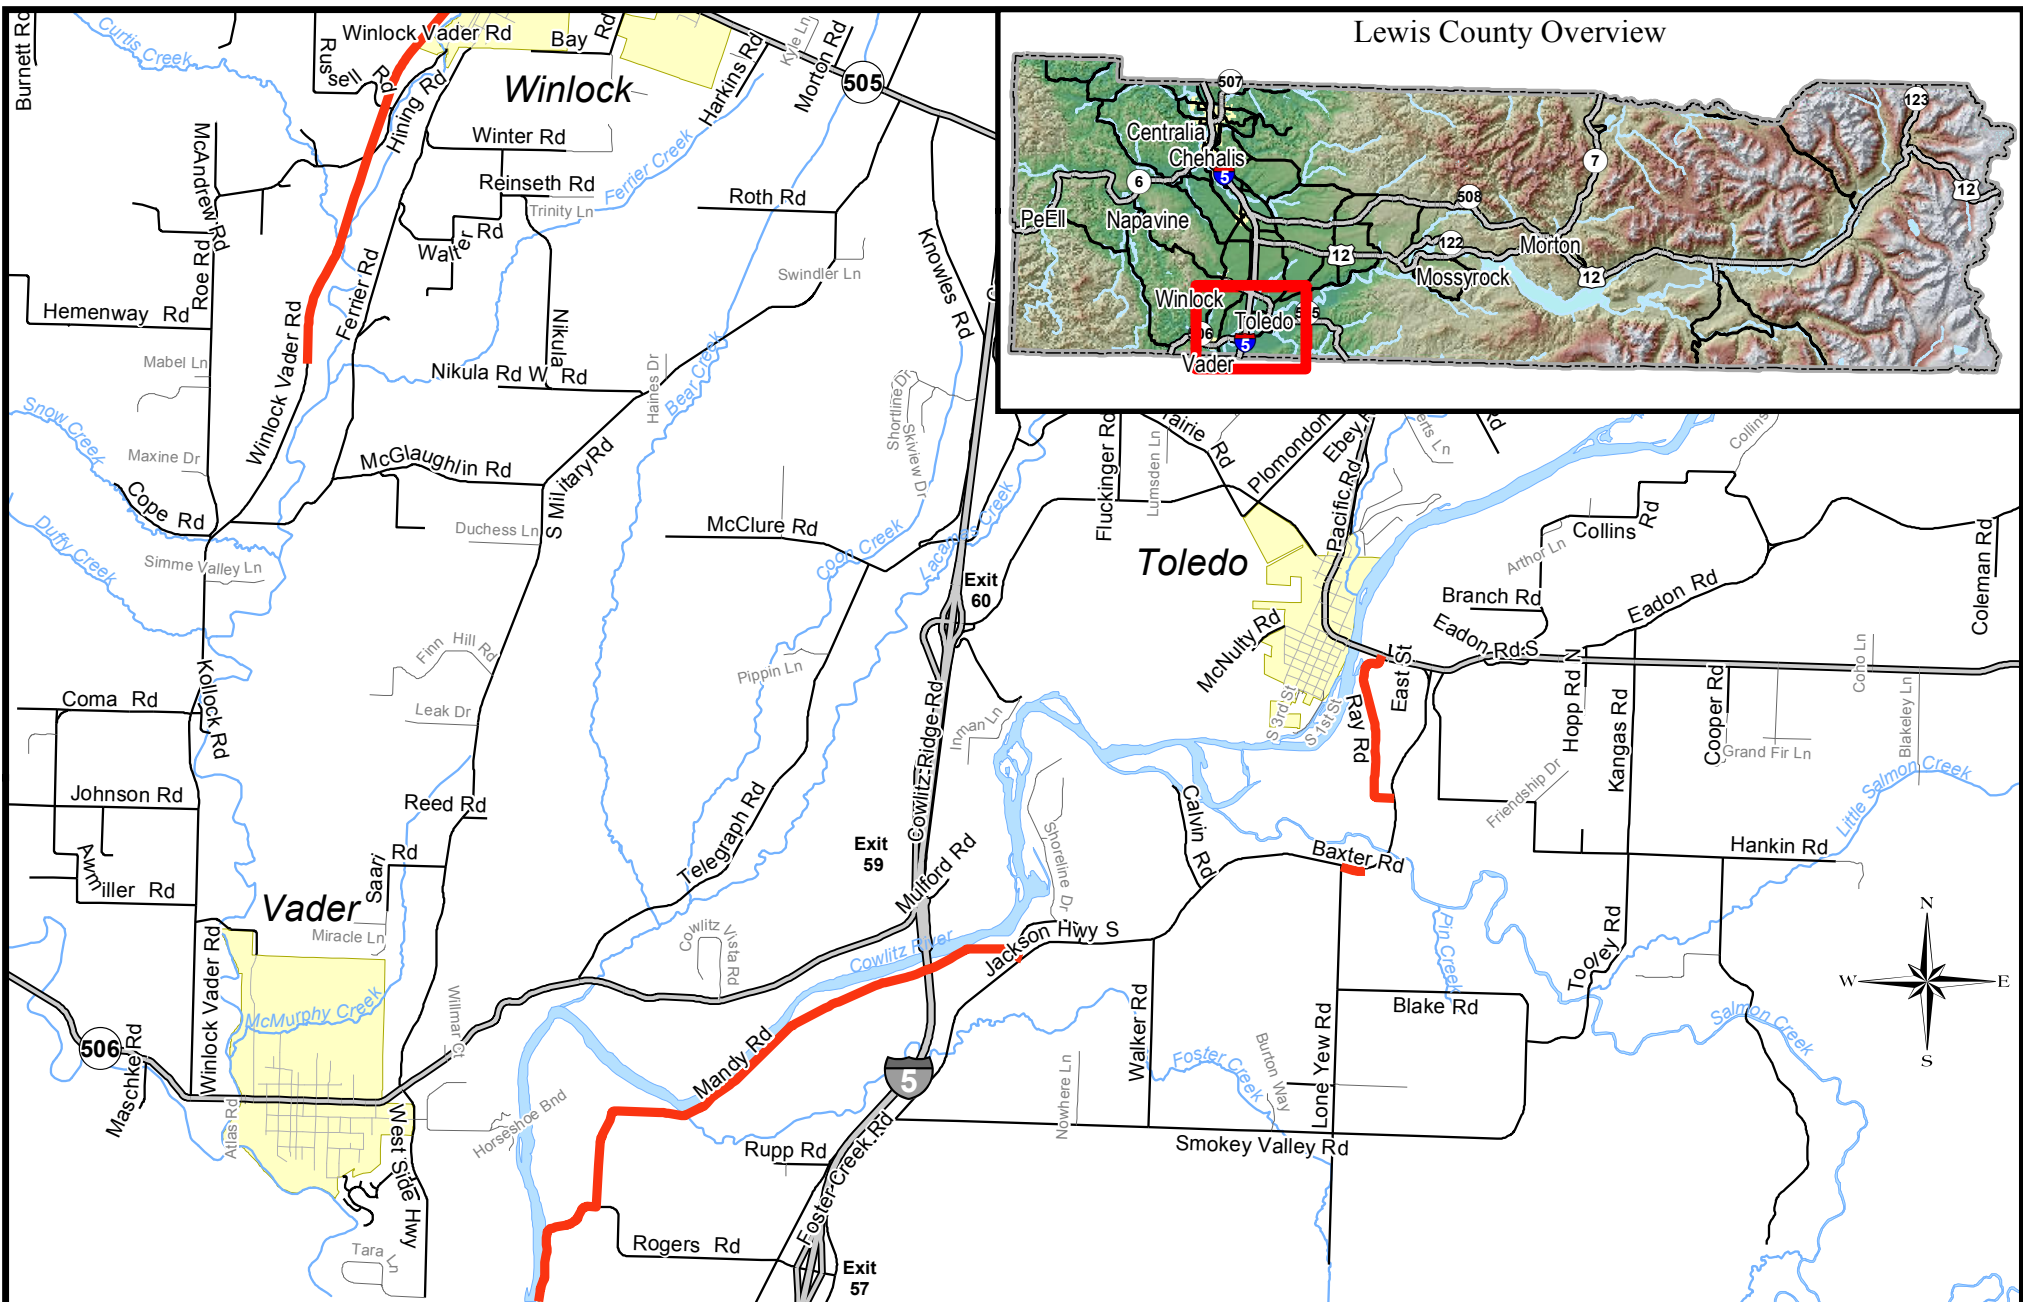 Lewis County Overview
507
Centralia
Chehalis
5
6
PeEll
Napavine
508
7
123
12
122
Morton
12
Mossyrock
12
Winlock
Toledo
5
Vader
Burnett Rd
Curtis Creek
Russell Rd
Winlock Vader Rd
Bay Rd
Winlock
Hining Rd
Harkins Rd
Kyle Ln
Morton Rd
505
McAndrew Rd
Winter Rd
Ferrier Creek
Reinseth Rd
Trinity Ln
Roth Rd
Walter Rd
Roe Rd
Ferrier Rd
Swindler Ln
Knowles Rd
Hemenway Rd
Winlock Vader Rd
Nikula Rd
Mabel Ln
Nikula Rd W
Haines Dr
Bear Creek
Shortline Dr
Skiview Dr
Snow Creek
Maxine Dr
McGlaughlin Rd
S Military Rd
Cope Rd
Duffy Creek
Duchess Ln
McClure Rd
Coon Creek
Lacamas Creek
Simme Valley Ln
Fluckinger Rd
Lumsden Ln
Plomondon
Pacific Rd
Collins
Collins Rd
Arthor Ln
Coleman Rd
Toledo
Exit
60
Branch Rd
Eadon Rd
Eadon Rd S
McNulty Rd
Finn Hill Rd
Kollock Rd
Pippin Ln
Coma Rd
Leak Dr
Cowlitz Ridge Rd
Inman Ln
S 3rd St
S 1st St
Ray Rd
East St
Hopp Rd N
Kangas Rd
Cooper Rd
Coho Ln
Blakeley Ln
Grand Fir Ln
Friendship Dr
Little Salmon Creek
Johnson Rd
Reed Rd
Telegraph Rd
Exit
59
Mulford Rd
Shoreline Dr
Calvin Rd
Baxter Rd
Hankin Rd
Awmiller Rd
Saari Rd
Vader
Miracle Ln
Cowlitz Vista Rd
Cowlitz River
Jackson Hwy S
Pin Creek
Tooley Rd
N
W
E
S
Winlock Vader Rd
McMurphy Creek
Wilmar Ct
Mandy Rd
Walker Rd
Blake Rd
Salmon Creek
506
Maschke Rd
Atlas Rd
Horseshoe Bnd
5
Nowhere Ln
Foster Creek
Burton Way
Lone Yew Rd
West Side Hwy
Rupp Rd
Foster Creek Rd
Smokey Valley Rd
Tara Ln
Rogers Rd
Exit
57